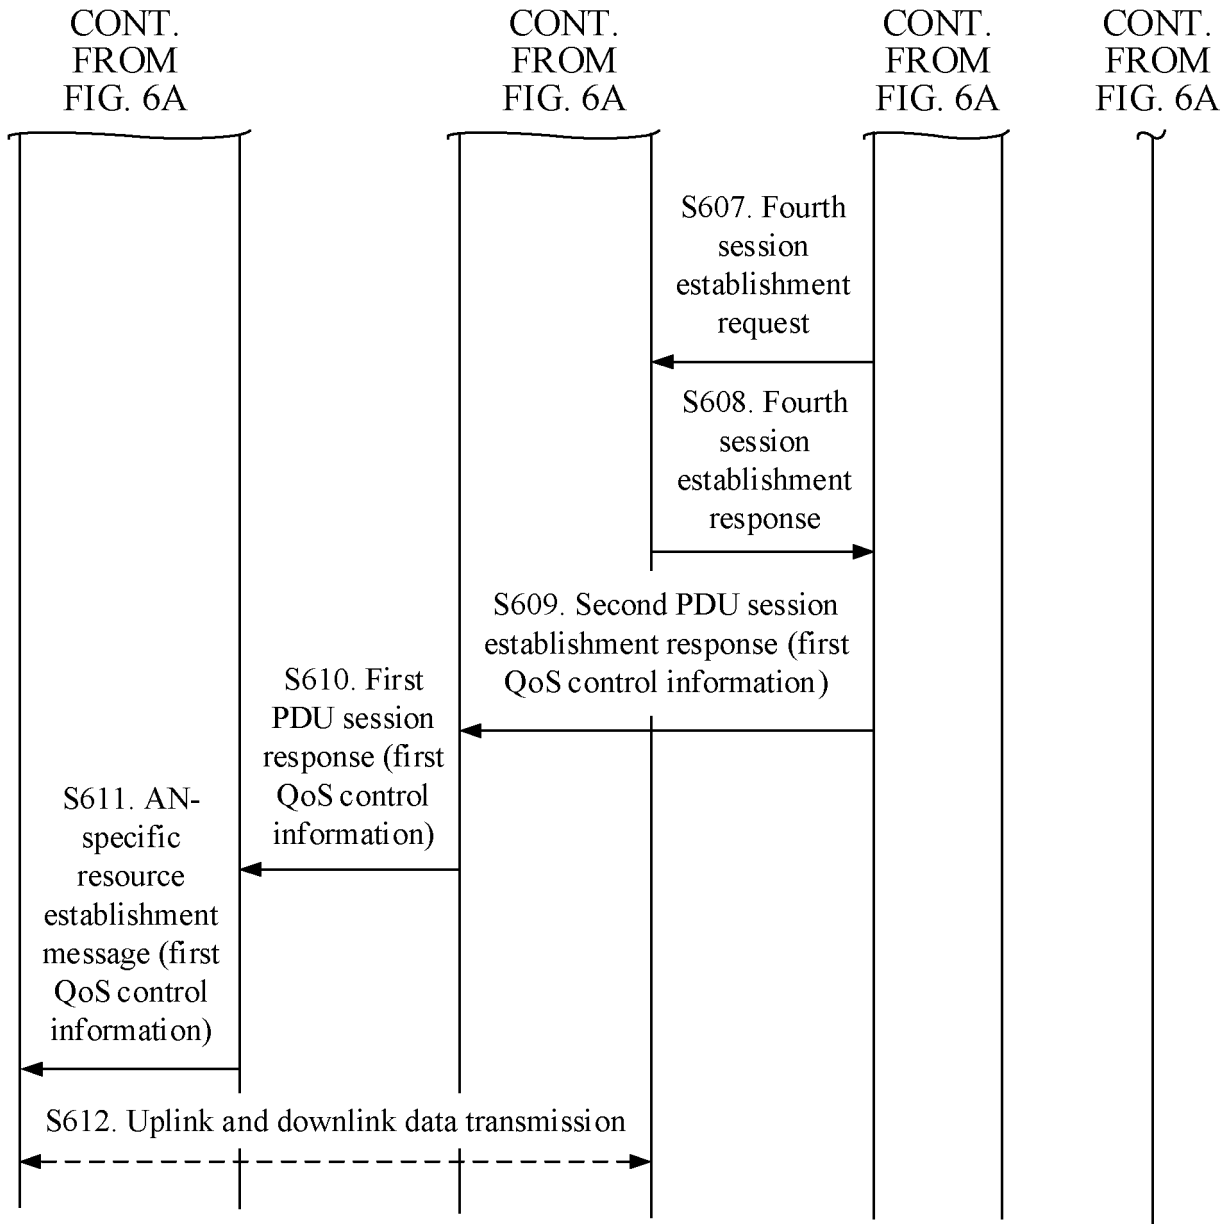 CONT.
FROM
FIG. 6A
CONT.
FROM
FIG. 6A
CONT.
FROM
FIG. 6A
CONT.
FROM
FIG. 6A
S607. Fourth
session
establishment
request
S608. Fourth
session
establishment
response
S609. Second PDU session
establishment response (first
QoS control information)
S610. First
PDU session
response (first
QoS control
information)
S611. AN-
specific
resource
establishment
message (first
QoS control
information)
S612. Uplink and downlink data transmission